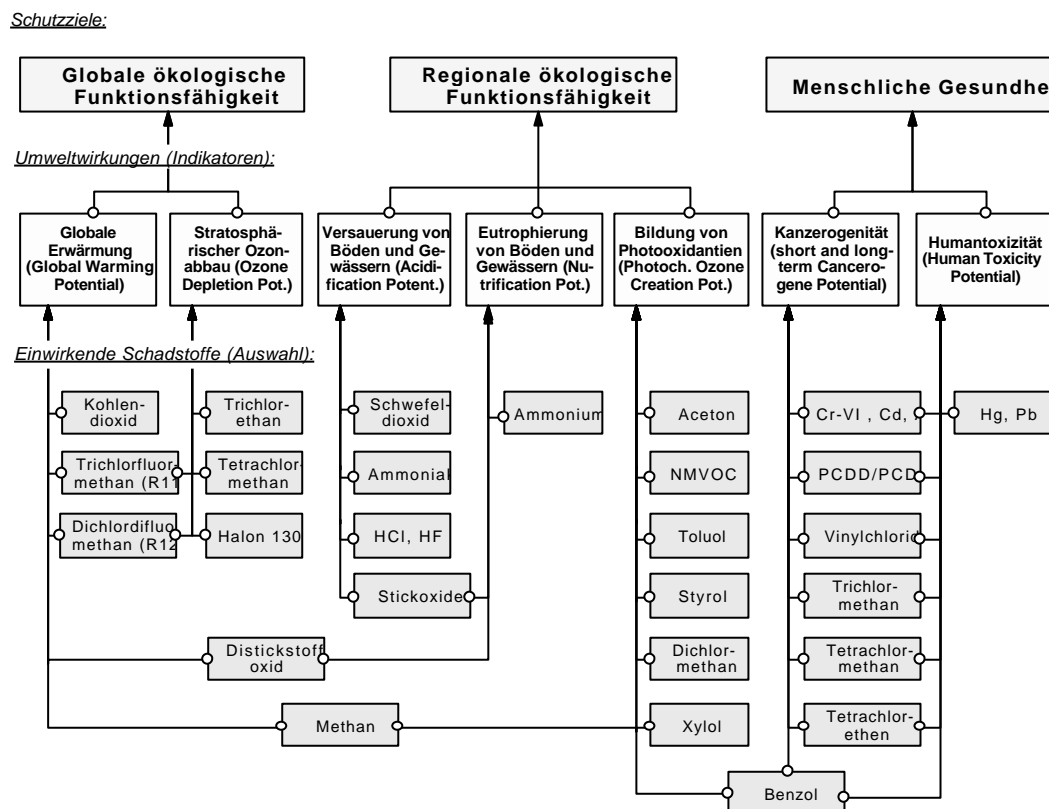 Schutzziele:
Globale ökologische
Funktionsfähigkeit
Regionale ökologische
Funktionsfähigkeit
Menschliche Gesundhe
Umweltwirkungen (Indikatoren):
Globale
Erwärmung
(Global Warming
Potential)
Stratosphä-
rischer Ozon-
abbau (Ozone
Depletion Pot.)
Versauerung von
Böden und Ge-
wässern (Acidi-
fication Potent.)
Eutrophierung
von Böden und
Gewässern (Nu-
trification Pot.)
Bildung von
Photooxidantien
(Photoch. Ozone
Creation Pot.)
Kanzerogenität
(short and long-
term Cancero-
gene Potential)
Humantoxizität
(Human Toxicity
Potential)
Einwirkende Schadstoffe (Auswahl):
Kohlen-
dioxid
Trichlor-
ethan
Schwefel-
dioxid
Ammonium
Aceton
Cr-VI , Cd,
Hg, Pb
Trichlorfluor-
methan (R11
Tetrachlor-
methan
Ammoniak
NMVOC
PCDD/PCD
Dichlordifluo
methan (R12
Halon 130
HCl, HF
Toluol
Vinylchlorid
Stickoxide
Styrol
Trichlor-
methan
Distickstoff
oxid
Dichlor-
methan
Tetrachlor-
methan
Methan
Xylol
Tetrachlor-
ethen
Benzol